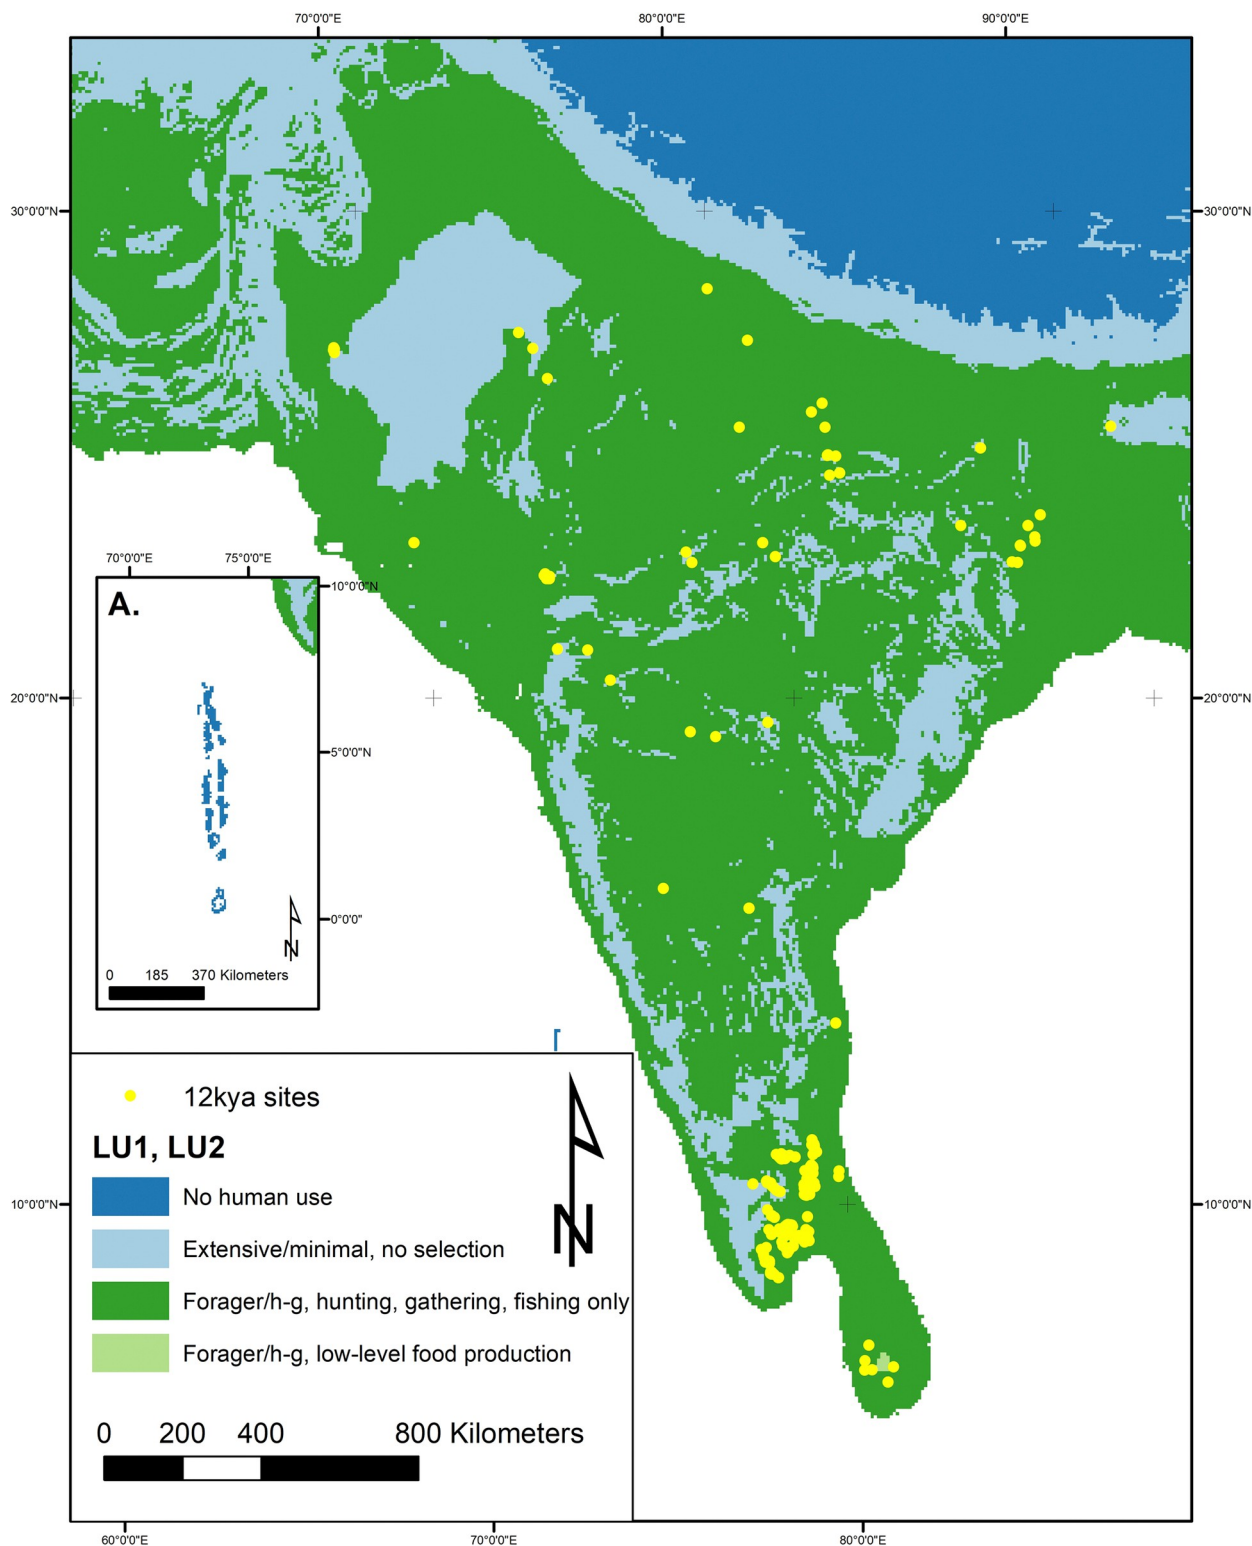 70°0'0"E 80°0'0"E 90°0'0"E
30°0'0"N 30°0'0"N
70°0'0"E 75°0'0"E
A.
10°0'0"N
20°0'0"N 20°0'0"N
5°0'0"N
0°0'0"
N
0 185 370 Kilometers
12kya sites
LU1, LU2
No human use
Extensive/minimal, no selection
Forager/h-g, hunting, gathering, fishing only
Forager/h-g, low-level food production
N
10°0'0"N 10°0'0"N
0 200 400 800 Kilometers
60°0'0"E 70°0'0"E 80°0'0"E